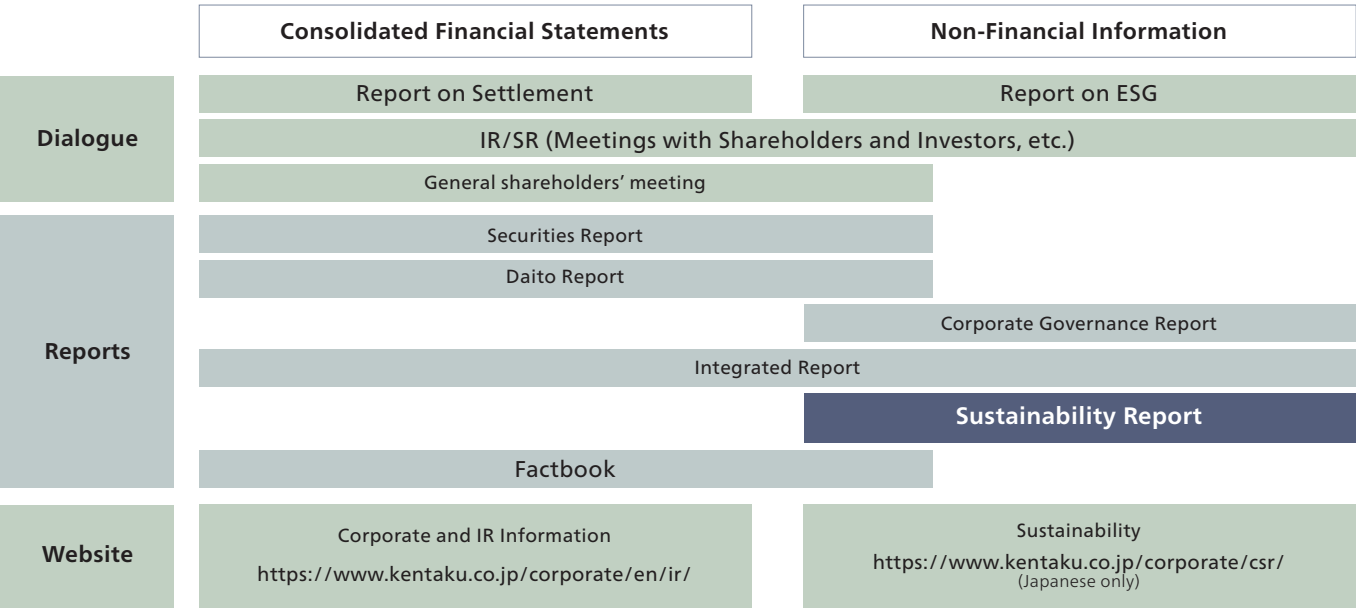 Consolidated Financial Statements
Non-Financial Information
Dialogue
Report on Settlement
Report on ESG
IR/SR (Meetings with Shareholders and Investors, etc.)
General shareholders’ meeting
Reports
Securities Report
Daito Report
Corporate Governance Report
Integrated Report
Sustainability Report
Factbook
Website
Corporate and IR Information
https://www.kentaku.co.jp/corporate/en/ir/
Sustainability
https://www.kentaku.co.jp/corporate/csr/
(Japanese only)